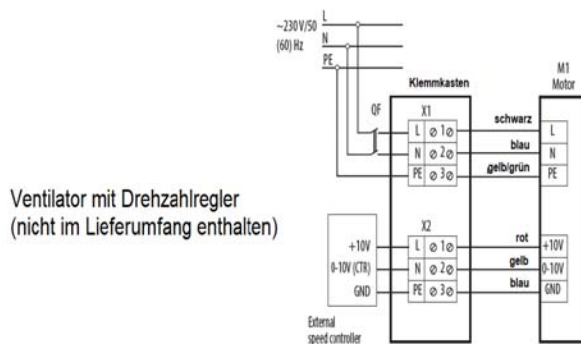 ~230 V/50
(60) Hz
L
N
PE
Klemmkasten
M1
Motor
QF
X1
L 1
N 2
PE 3
schwarz
blau
gelb/grün
L
N
PE
Ventilator mit Drehzahlregler
(nicht im Lieferumfang enthalten)
X2
+10V
0-10V (CTR)
GND
L 1
N 2
PE 3
rot
gelb
blau
+10V
0-10V
GND
External
speed controller